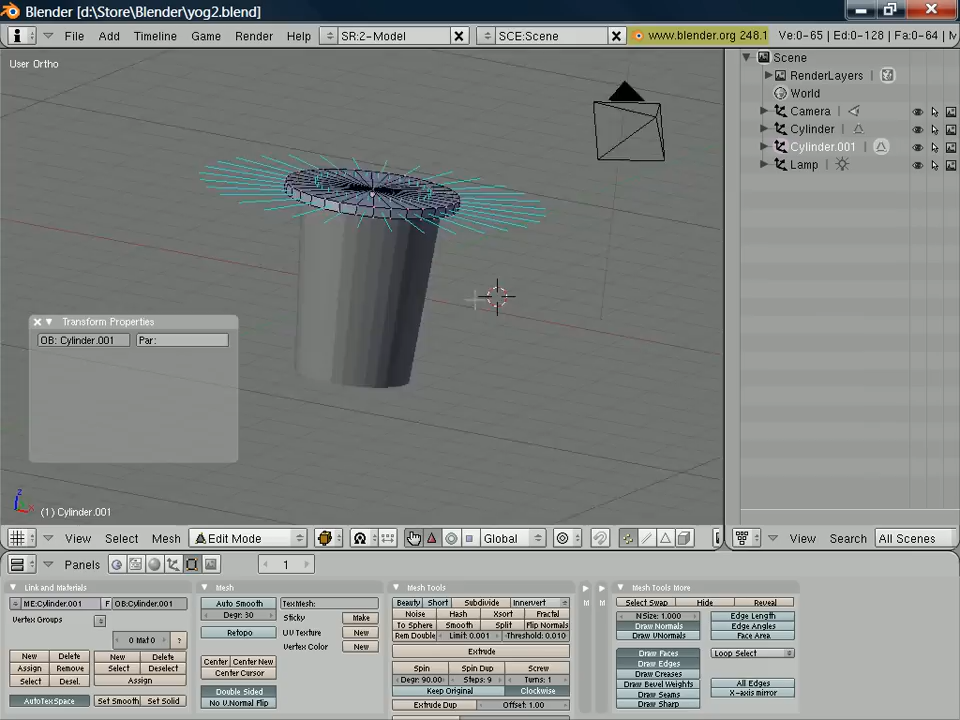 Blender [d:\Store\Blender\yog2.blend]
File Add Timeline Game Render Help SR:2-Model SCE:Scene www.blender.org 248.1 Ve:0-65 | Ed:0-128 | Fa:0-64 | M
User Ortho
Scene
RenderLayers
World
Camera
Cylinder
Cylinder.001
Lamp
Transform Properties
OB: Cylinder.001 Par:
z
(1) Cylinder.001
View Select Mesh Edit Mode Global View Search All Scenes
Panels 1
Link and Materials Mesh Mesh Tools M M Mesh Tools More
ME:Cylinder.001 F OB:Cylinder.001 Auto Smooth TexMesh: Beauty Short Subdivide Innervert Select Swap Hide Reveal
Vertex Groups Degr: 30 Sticky Make Noise Hash Xsort Fractal NSize: 1.000 Edge Length
Retopo UV Texture New To Sphere Smooth Split Flip Normals Draw Normals Edge Angles
0 Mat 0 ? Vertex Color New Rem Double Limit: 0.001 Threshold: 0.010 Draw VNormals Face Area
New Delete New Delete Center Center New Extrude Draw Faces Loop Select
Assign Remove Select Deselect Center Cursor Spin Spin Dup Screw Draw Edges
Select Desel. Assign Degr: 90.00 Steps: 9 Turns: 1 Draw Creases
Double Sided Keep Original Clockwise Draw Bevel Weights All Edges
AutoTexSpace Set Smooth Set Solid No V.Normal Flip Extrude Dup Offset: 1.00 Draw Seams X-axis mirror
Draw Sharp